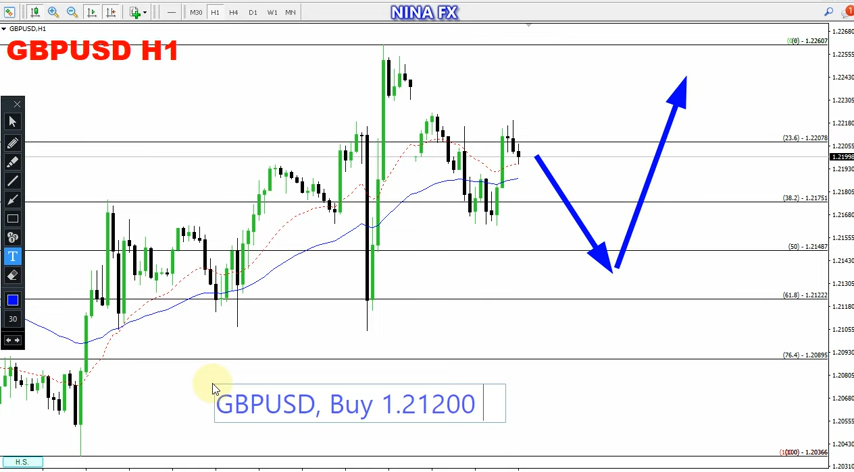 M30 H1 H4 D1 W1 MN
NINA FX
GBPUSD,H1
GBPUSD H1
(0) - 1.22607
(23.6) - 1.22078
(38.2) - 1.21751
(50) - 1.21487
(61.8) - 1.21222
(76.4) - 1.20895
(100) - 1.20366
1.22680
1.22555
1.22430
1.22305
1.22180
1.22055
1.21998
1.21930
1.21805
1.21680
1.21555
1.21430
1.21305
1.21180
1.21055
1.20930
1.20805
1.20680
1.20560
1.20435
1.20310
T
30
GBPUSD, Buy 1.21200
H.S.